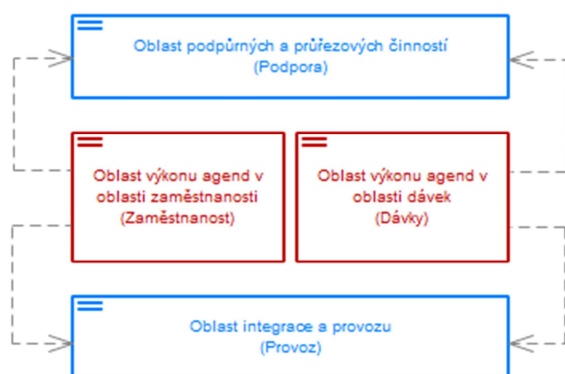 Oblast podpůrných a průřezových činností
(Podpora)
Oblast výkonu agend v
oblasti zaměstnanosti
(Zaměstnanost)
Oblast výkonu agend v
oblasti dávek
(Dávky)
Oblast integrace a provozu
(Provoz)